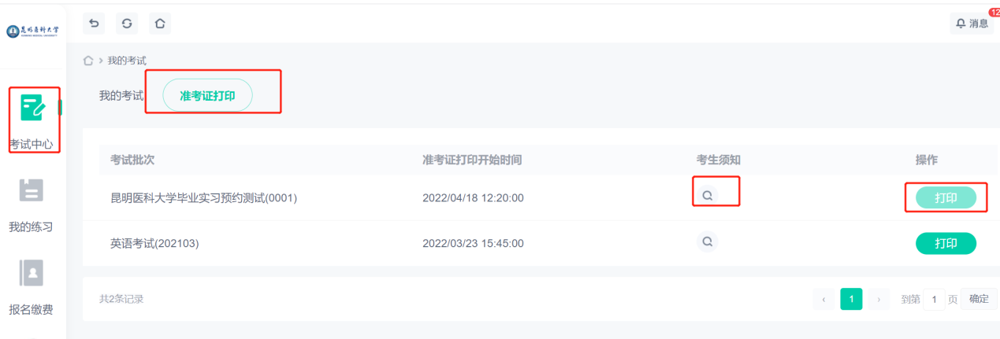 昆明医科大学
KUNMING MEDICAL UNIVERSITY
12
消息
我的考试
我的考试
准考证打印
考试中心
考试批次 准考证打印开始时间 考生须知 操作
昆明医科大学毕业实习预约测试(0001) 2022/04/18 12:20:00 打印
我的练习
英语考试(202103) 2022/03/23 15:45:00 打印
共2条记录 1 到第 1 页 确定
报名缴费